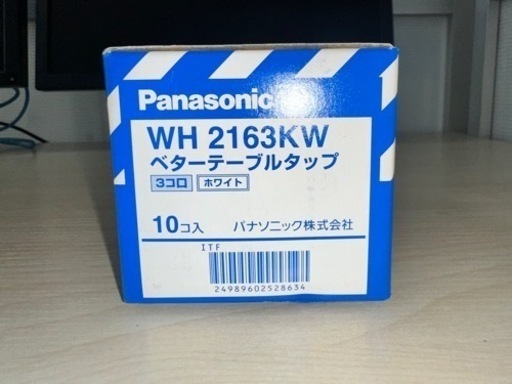 Panasonic
WH 2163KW
ベターテーブルタップ
3コロ ホワイト
10コ入 パナソニック株式会社
ITF
24989602528634